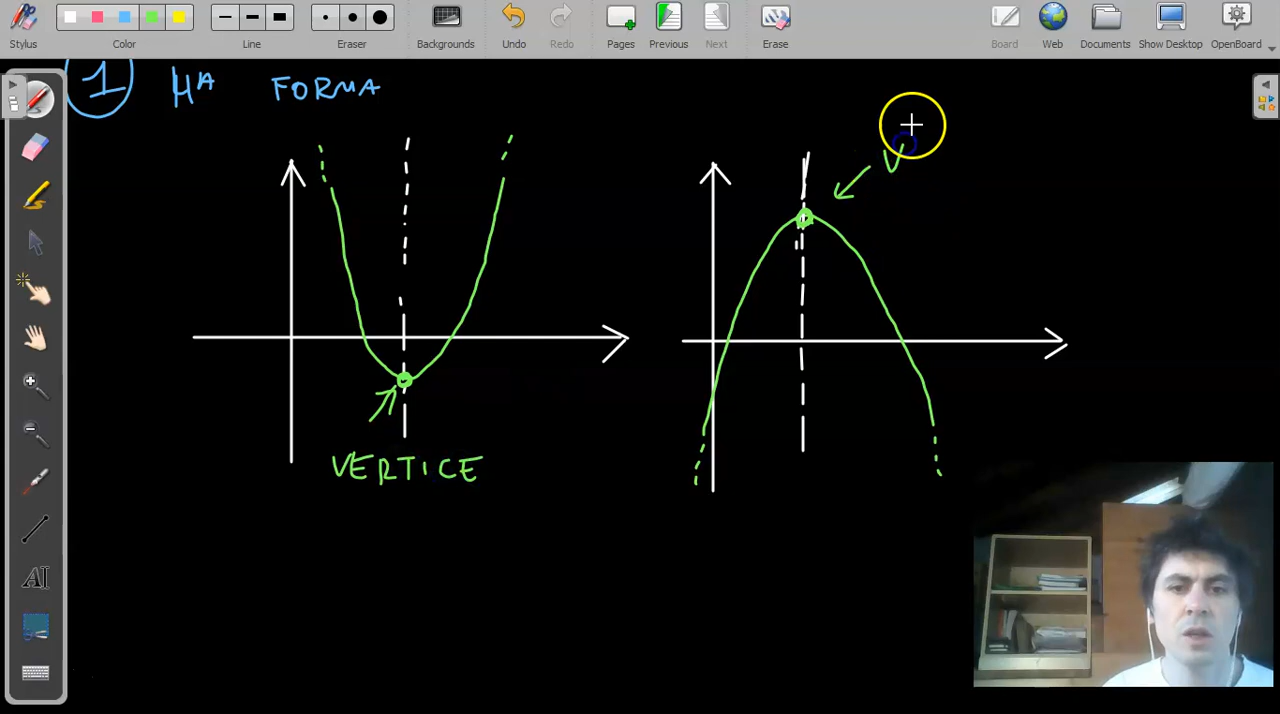 Stylus Color Line Eraser Backgrounds Undo Redo Pages Previous Next Erase Board Web Documents Show Desktop OpenBoard
1 HA FORMA
V
VERTICE